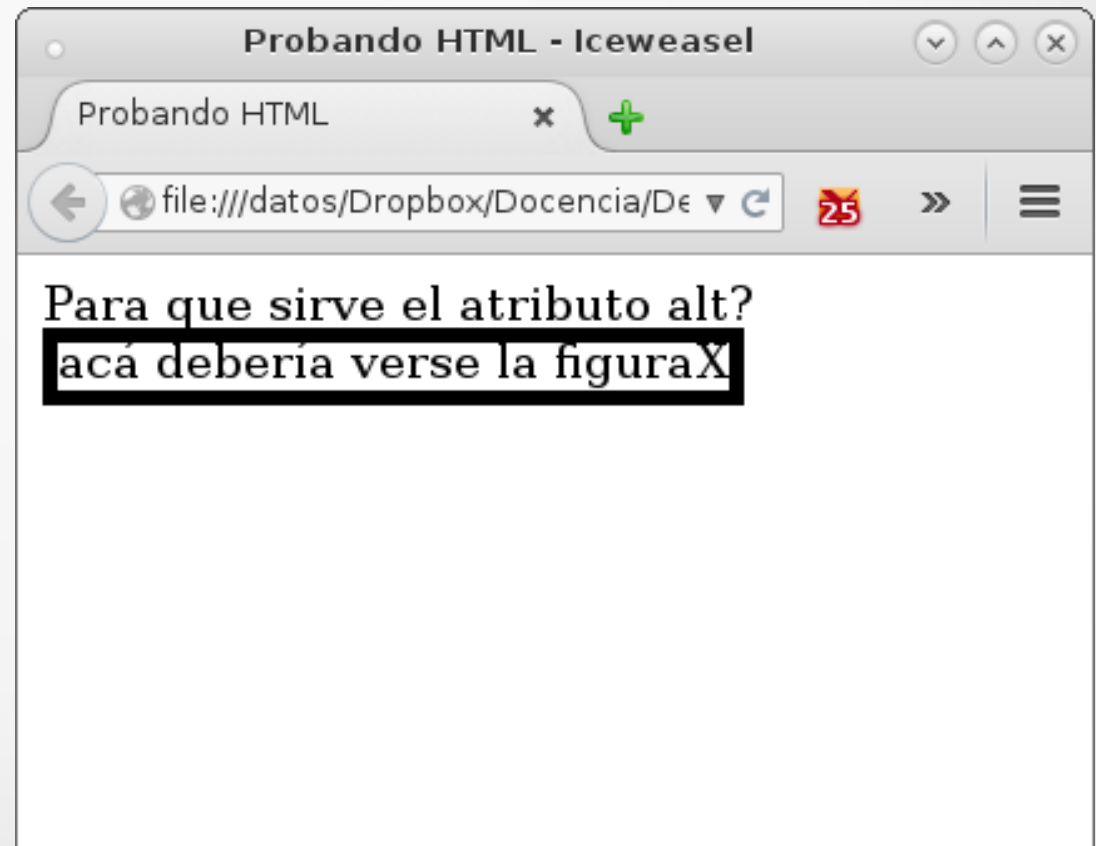 Probando HTML - Iceweasel
Probando HTML
file:///datos/Dropbox/Docencia/De
25
Para que sirve el atributo alt?
acá debería verse la figuraX